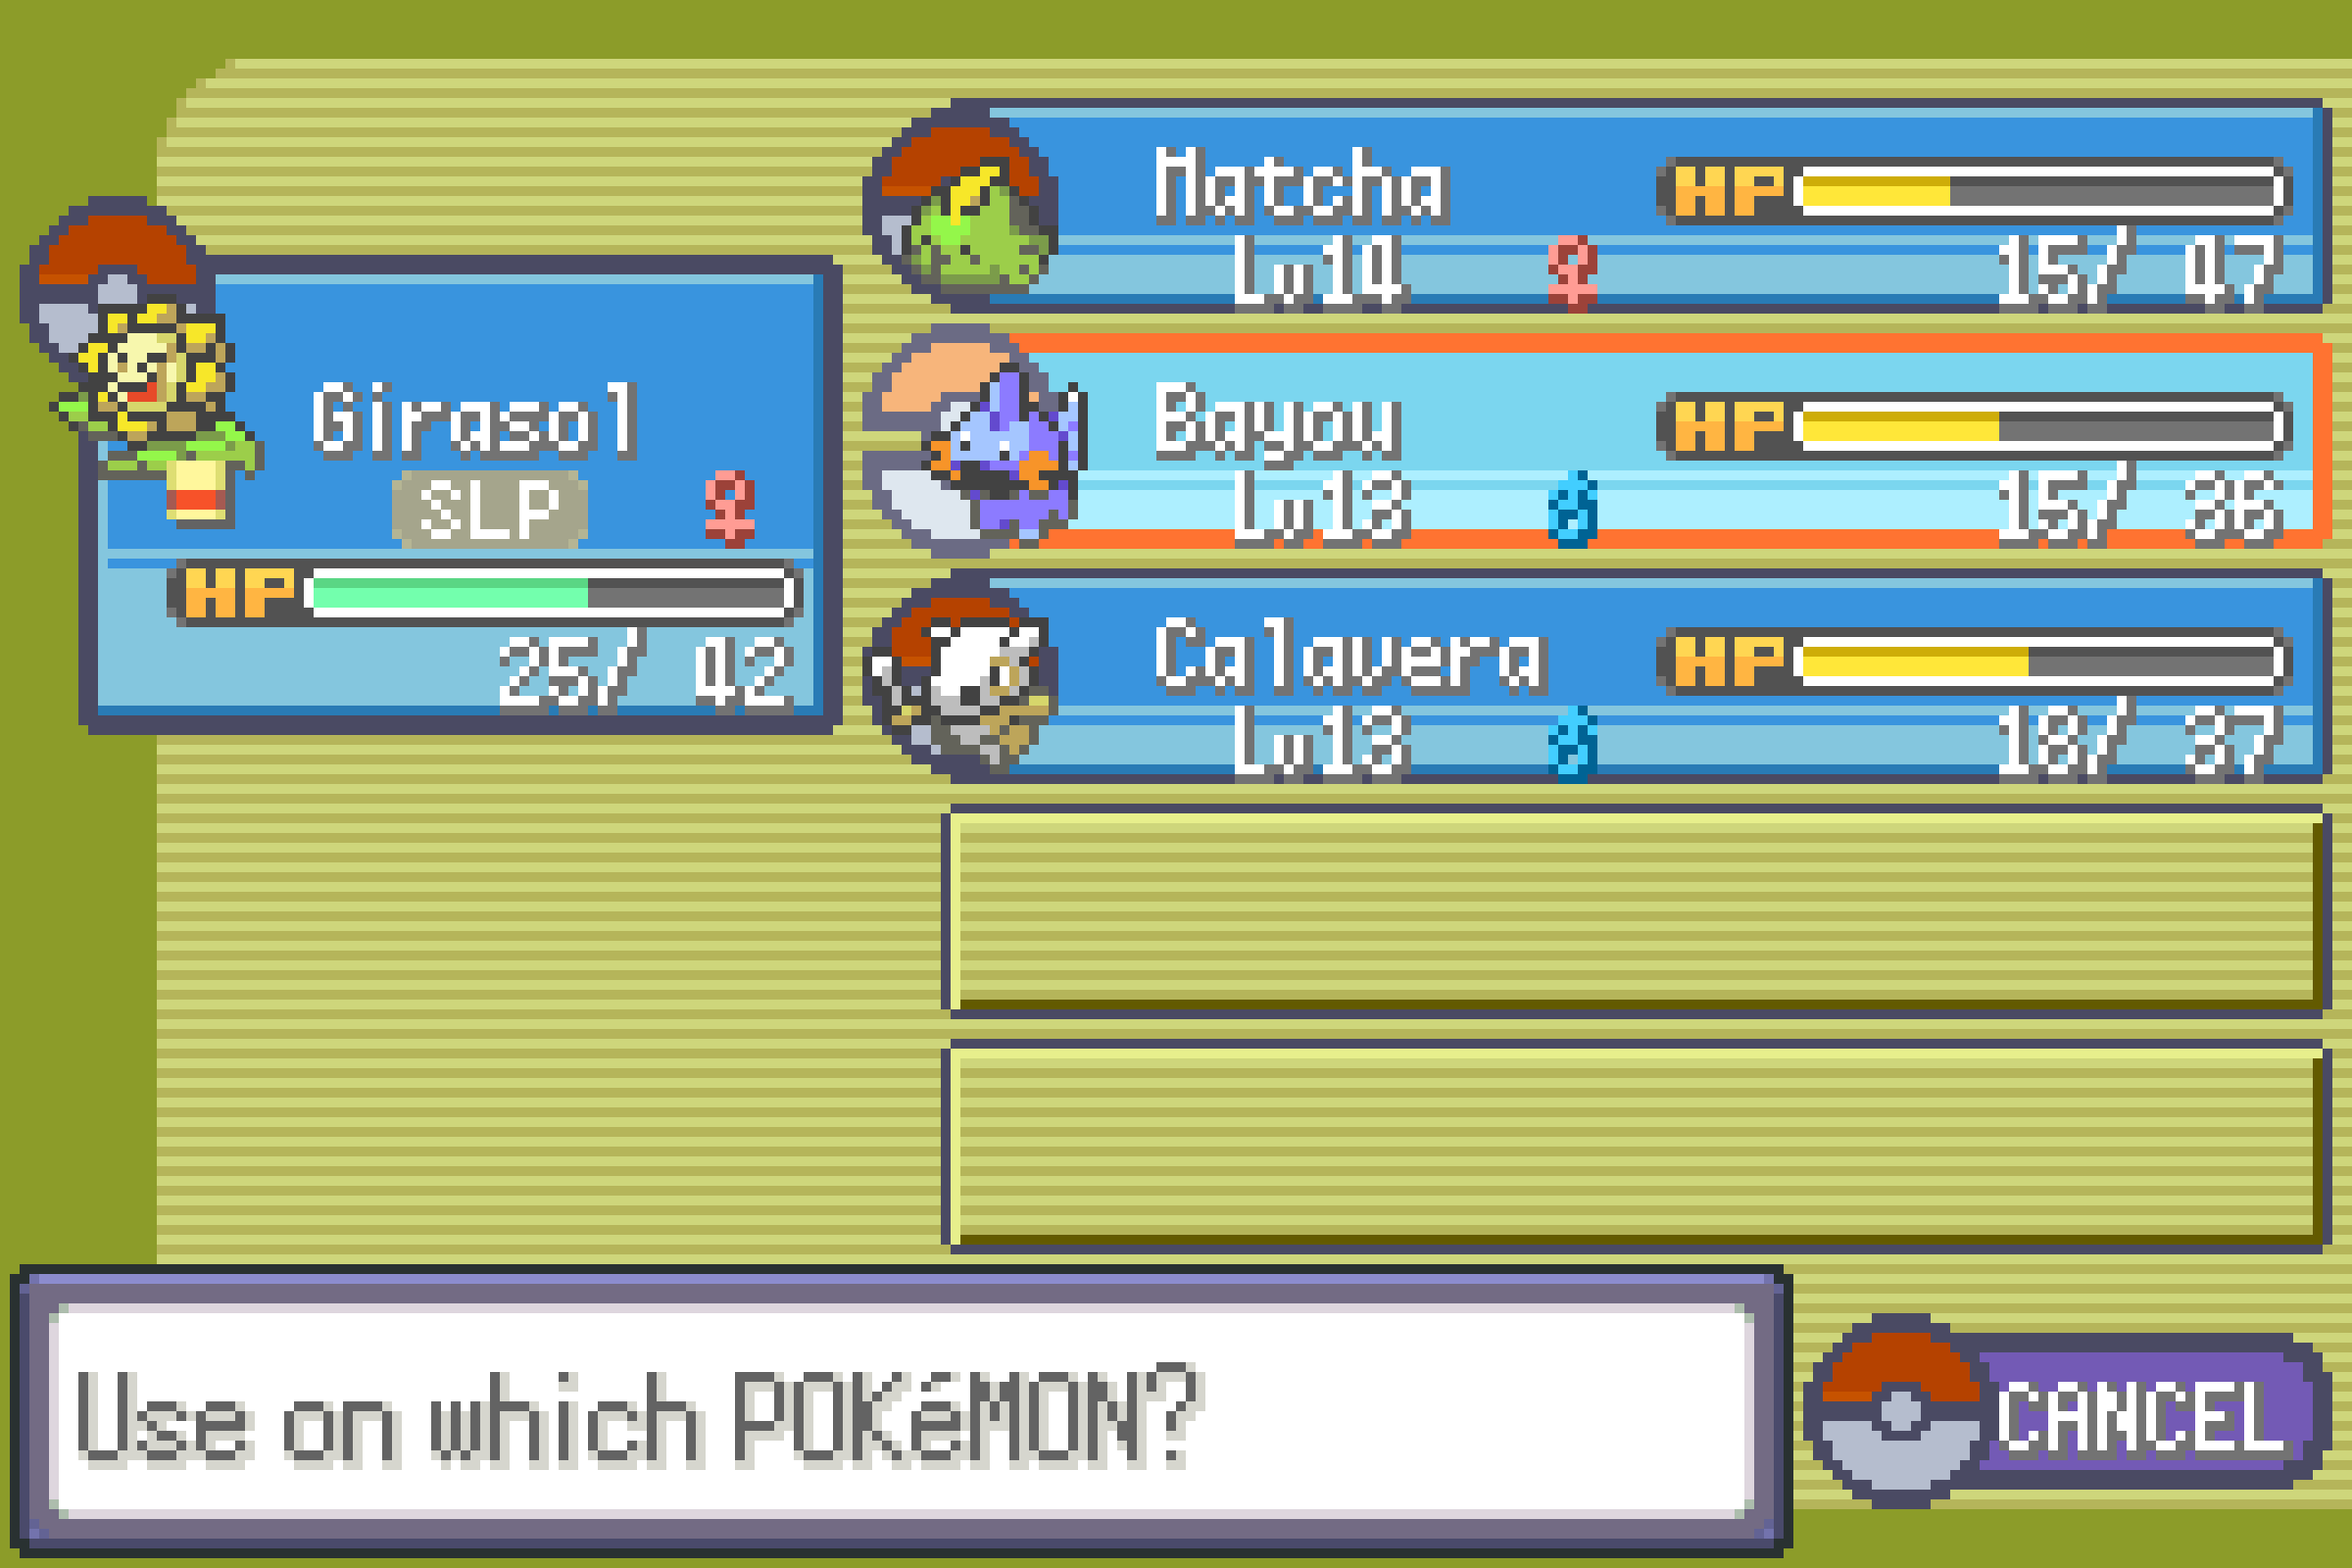 Girasol
SLP ♀
HP
25/ 42
Matcha HP
Lv14 ♀ 15/ 47
Bayou HP
Lv13 ♂ 15/ 36
Calavera HP
Lv13 ♂ 18/ 37
Use on which POKéMON?
CANCEL